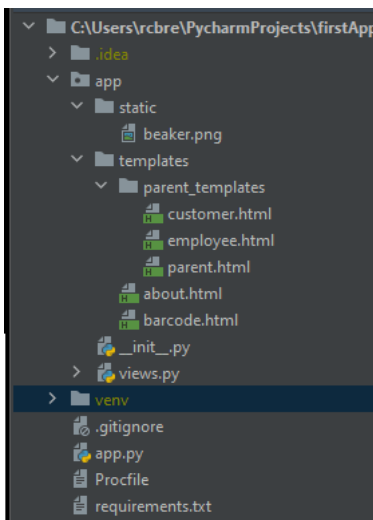 C:\Users\rcbre\PycharmProjects\firstApp
.idea
app
static
beaker.png
templates
parent_templates
customer.html
employee.html
parent.html
about.html
barcode.html
__init__.py
views.py
venv
.gitignore
app.py
Procfile
requirements.txt